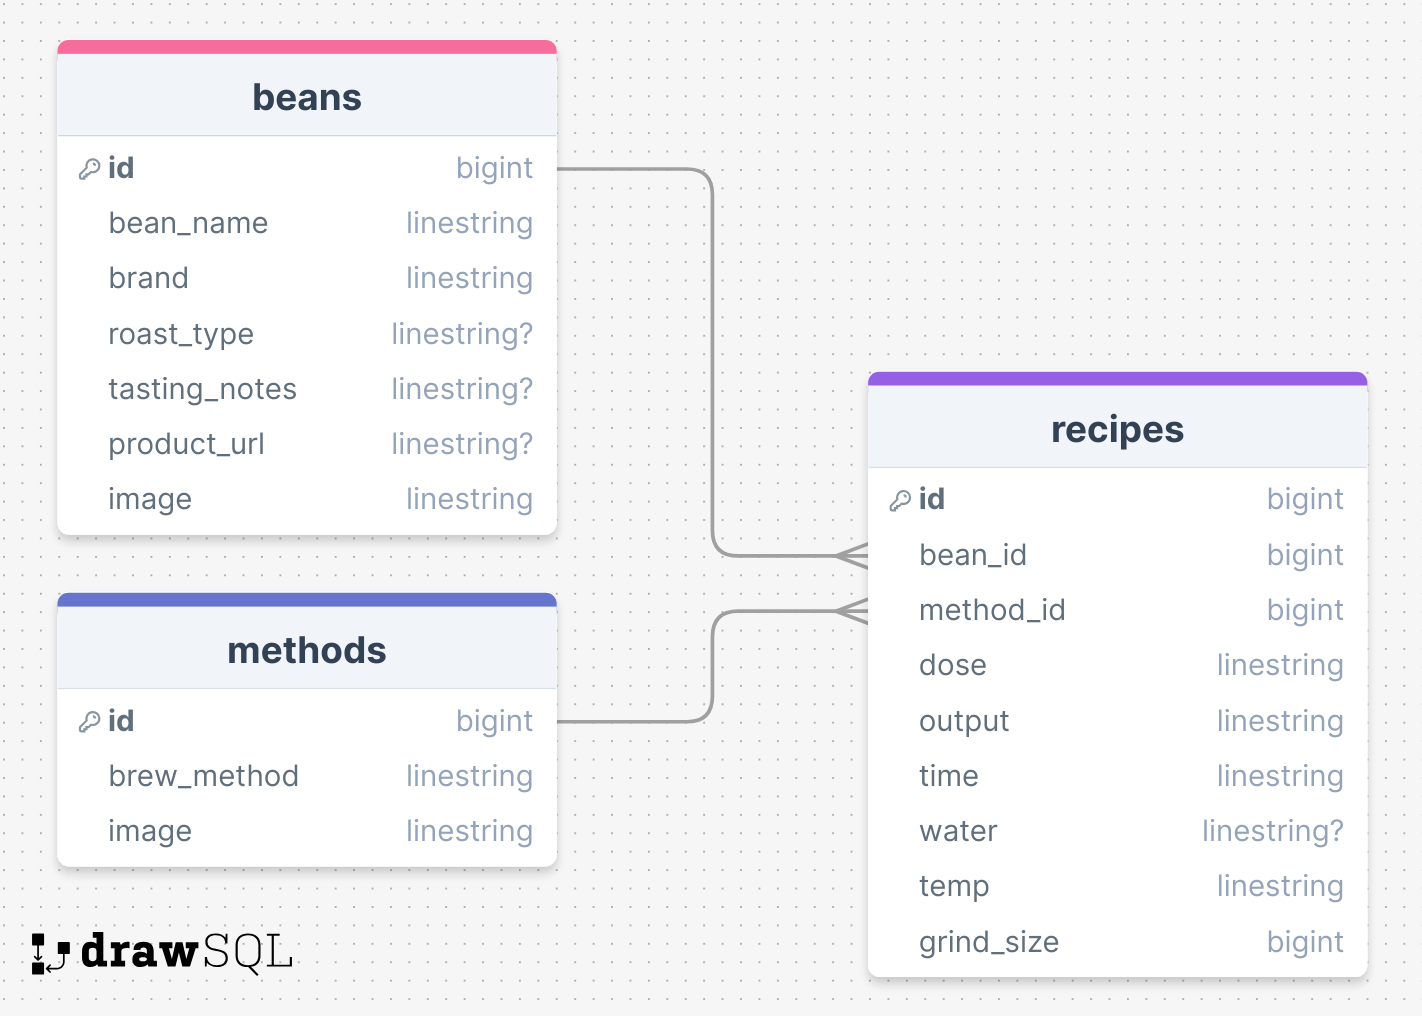 beans
id bigint
bean_name linestring
brand linestring
roast_type linestring?
tasting_notes linestring?
product_url linestring?
image linestring
methods
id bigint
brew_method linestring
image linestring
recipes
id bigint
bean_id bigint
method_id bigint
dose linestring
output linestring
time linestring
water linestring?
temp linestring
grind_size bigint
drawSQL